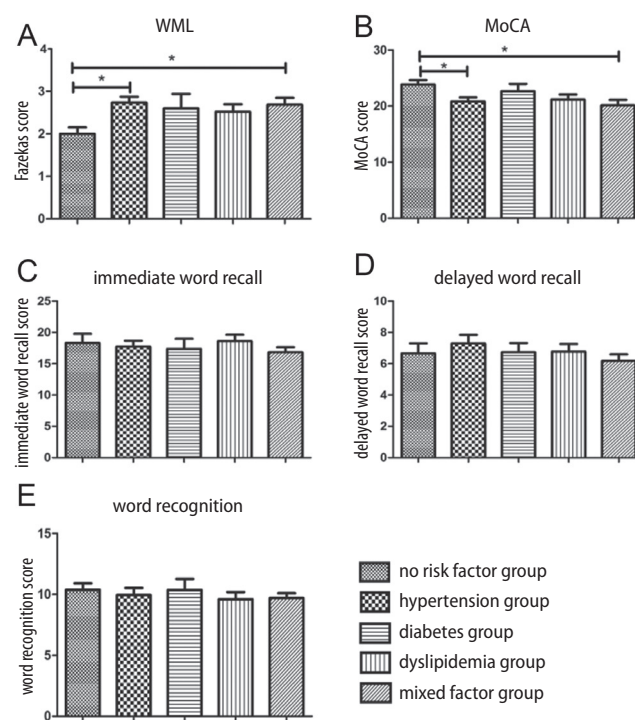 A
WML
*
*
Fazekas score
4
3
2
1
0
B
MoCA
*
*
MoCA score
30
20
10
0
C
immediate word recall
immediate word recall score
25
20
15
10
5
0
D
delayed word recall
delayed word recall score
10
8
6
4
2
0
E
word recognition
word recognition score
15
10
5
0
no risk factor group
hypertension group
diabetes group
dyslipidemia group
mixed factor group